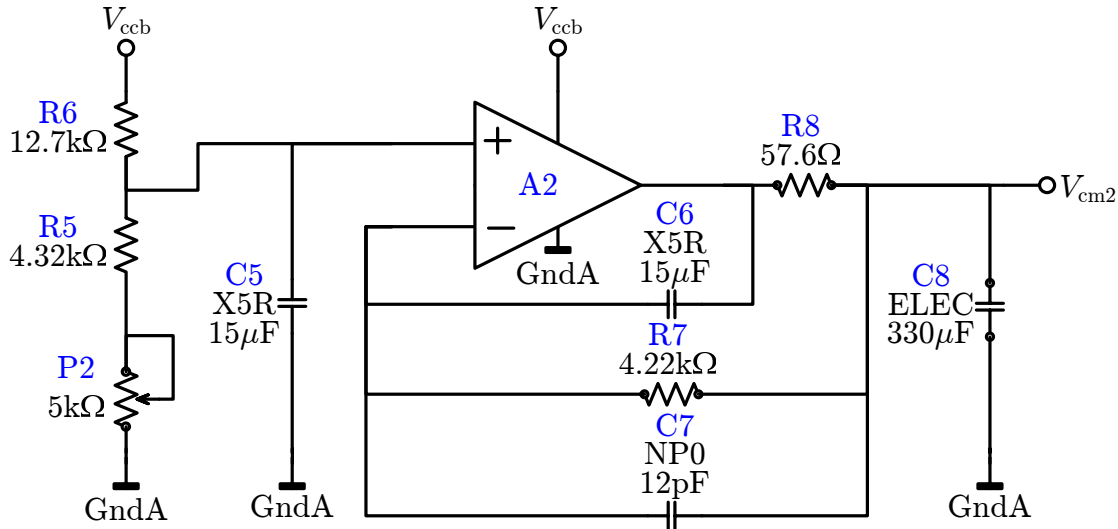 Vccb
R6
12.7kΩ
R5
4.32kΩ
P2
5kΩ
GndA
C5
X5R
15μF
GndA
Vccb
+
A2
−
GndA
C6
X5R
15μF
R7
4.22kΩ
C7
NP0
12pF
R8
57.6Ω
Vcm2
C8
ELEC
330μF
GndA